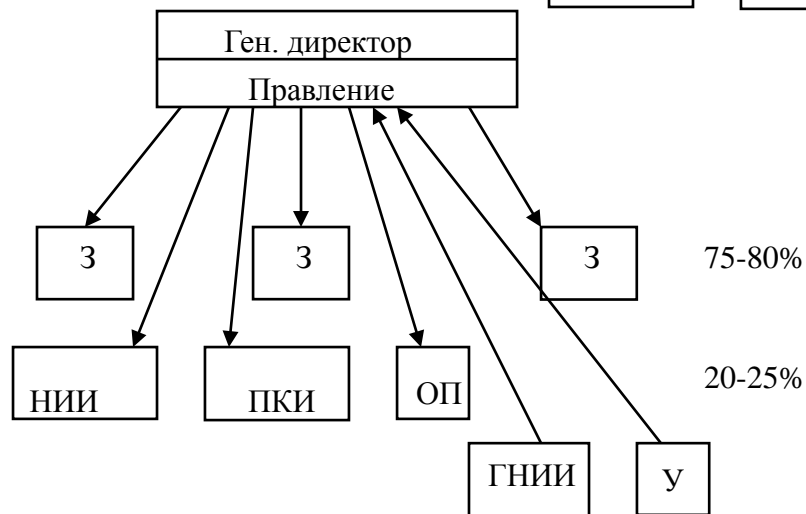 Ген. директор
Правление
З З З 75-80%
НИИ ПКИ ОП 20-25%
ГНИИ У